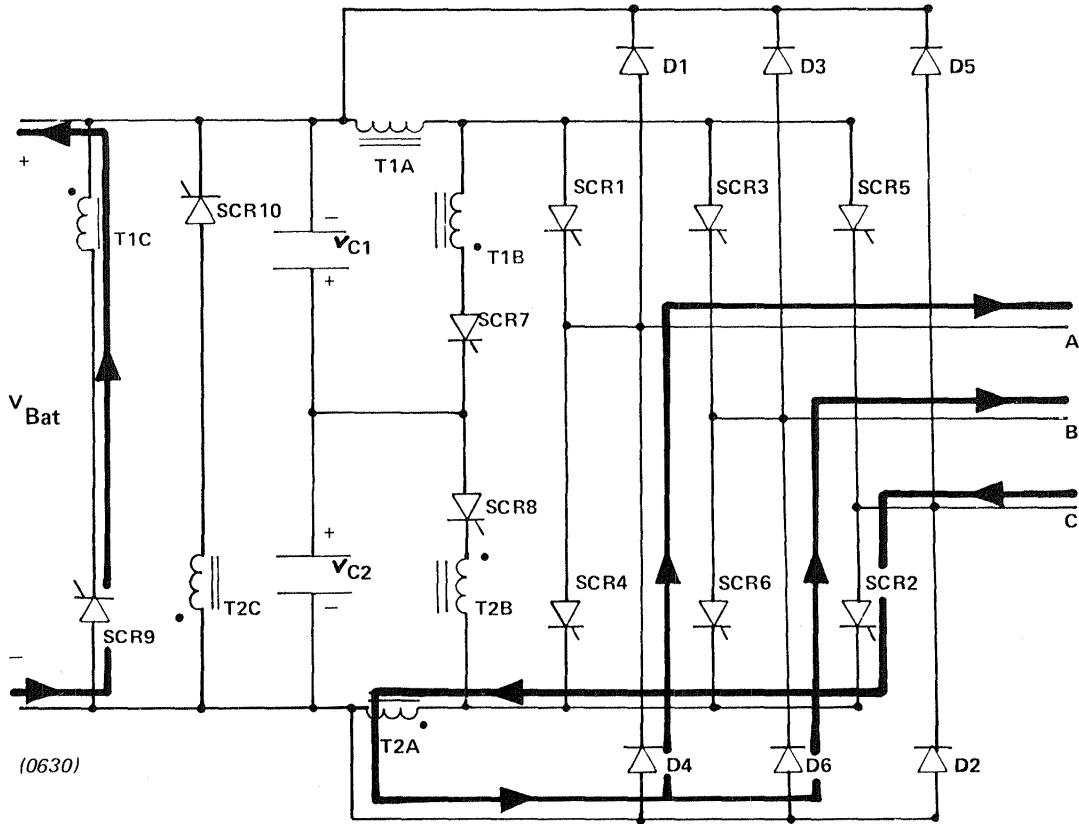 D1
D3
D5
+
T1A
SCR1
SCR3
SCR5
SCR10
T1C
−
VC1
+
T1B
SCR7
A
VBat
B
C
SCR8
+
VC2
−
T2B
SCR4
SCR6
SCR2
T2C
SCR9
−
T2A
D4
D6
D2
(0630)